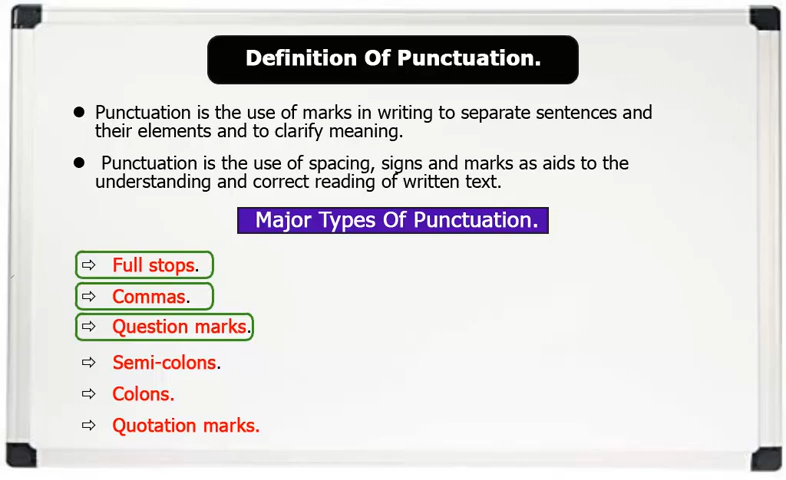 Definition Of Punctuation.
● Punctuation is the use of marks in writing to separate sentences and
their elements and to clarify meaning.
● Punctuation is the use of spacing, signs and marks as aids to the
understanding and correct reading of written text.
Major Types Of Punctuation.
⇨ Full stops.
⇨ Commas.
⇨ Question marks.
⇨ Semi-colons.
⇨ Colons.
⇨ Quotation marks.